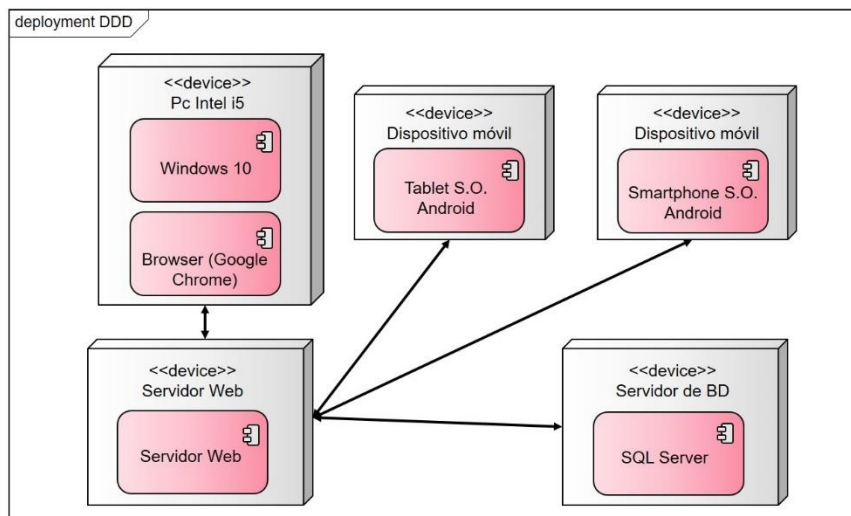 deployment DDD
<<device>>
Pc Intel i5
Windows 10
Browser (Google
Chrome)
<<device>>
Dispositivo móvil
Tablet S.O.
Android
<<device>>
Dispositivo móvil
Smartphone S.O.
Android
<<device>>
Servidor Web
Servidor Web
<<device>>
Servidor de BD
SQL Server